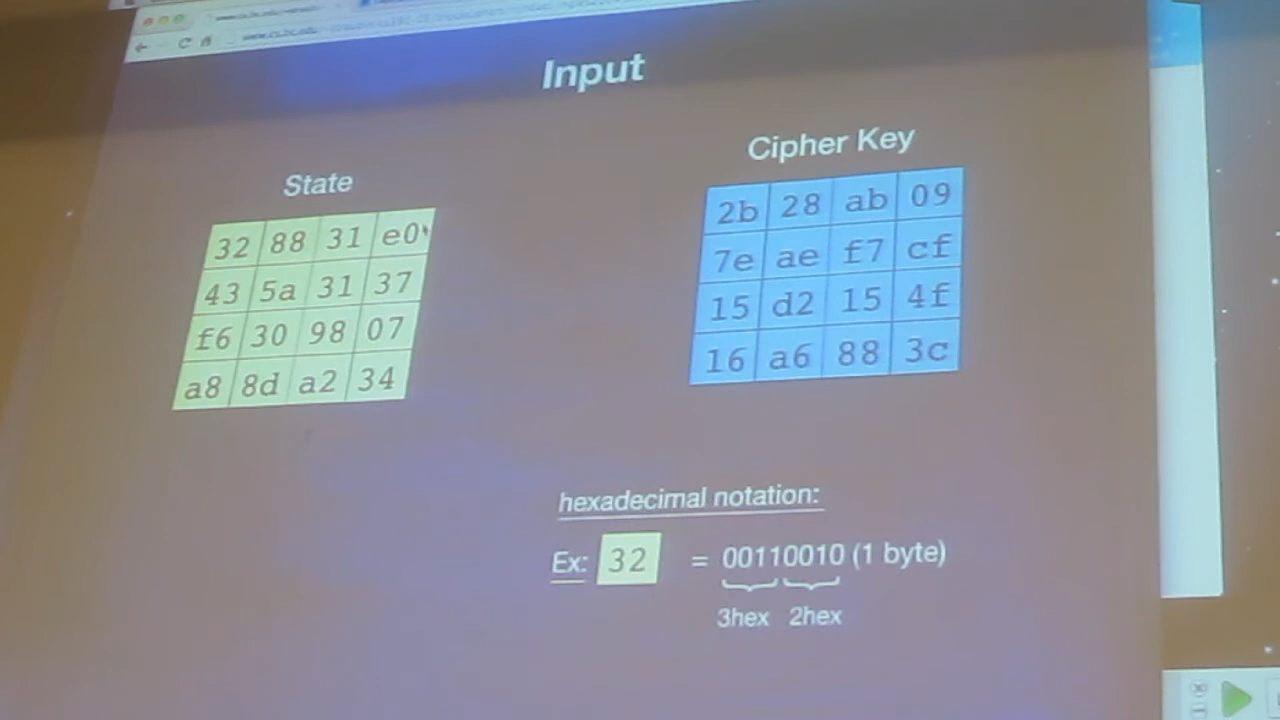 Input
State
Cipher Key
32 88 31 e0
43 5a 31 37
f6 30 98 07
a8 8d a2 34
2b 28 ab 09
7e ae f7 cf
15 d2 15 4f
16 a6 88 3c
hexadecimal notation:
Ex: 32 = 00110010 (1 byte)
3hex 2hex